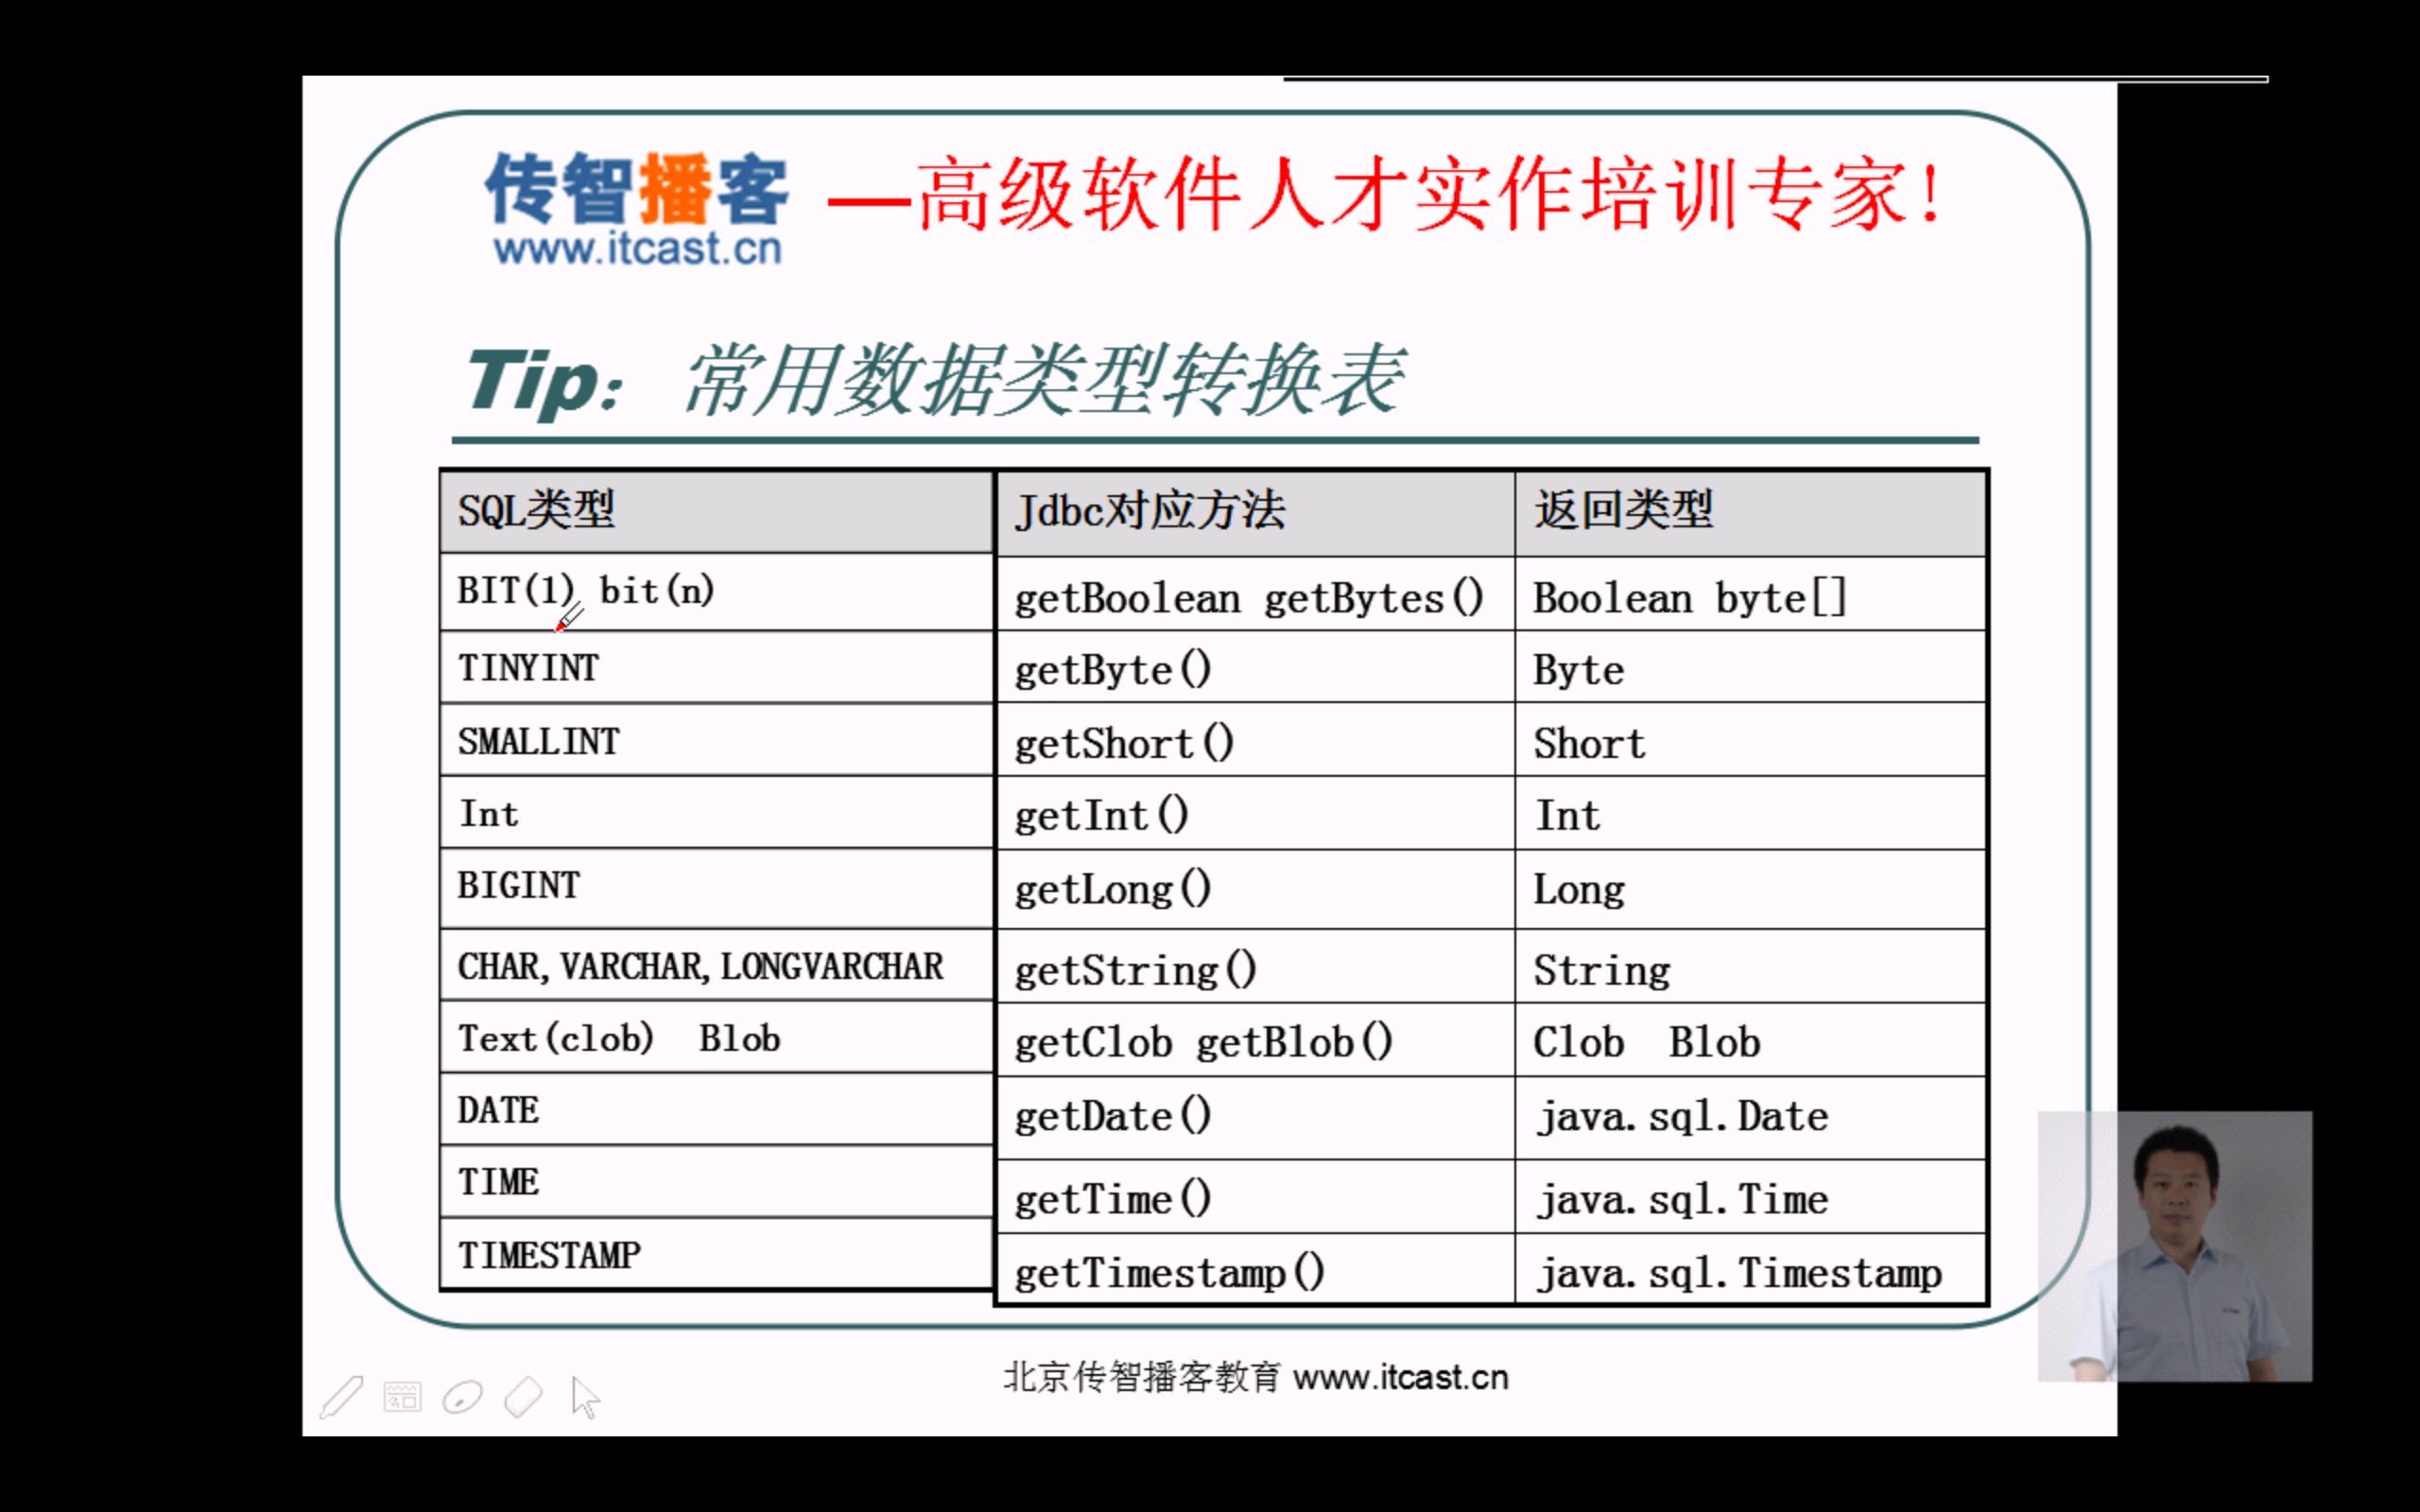 传智播客 —高级软件人才实作培训专家!
www.itcast.cn
Tip: 常用数据类型转换表
SQL类型 Jdbc对应方法 返回类型
BIT(1) bit(n) getBoolean getBytes() Boolean byte[]
TINYINT getByte() Byte
SMALLINT getShort() Short
Int getInt() Int
BIGINT getLong() Long
CHAR,VARCHAR,LONGVARCHAR getString() String
Text(clob) Blob getClob getBlob() Clob Blob
DATE getDate() java.sql.Date
TIME getTime() java.sql.Time
TIMESTAMP getTimestamp() java.sql.Timestamp
北京传智播客教育 www.itcast.cn